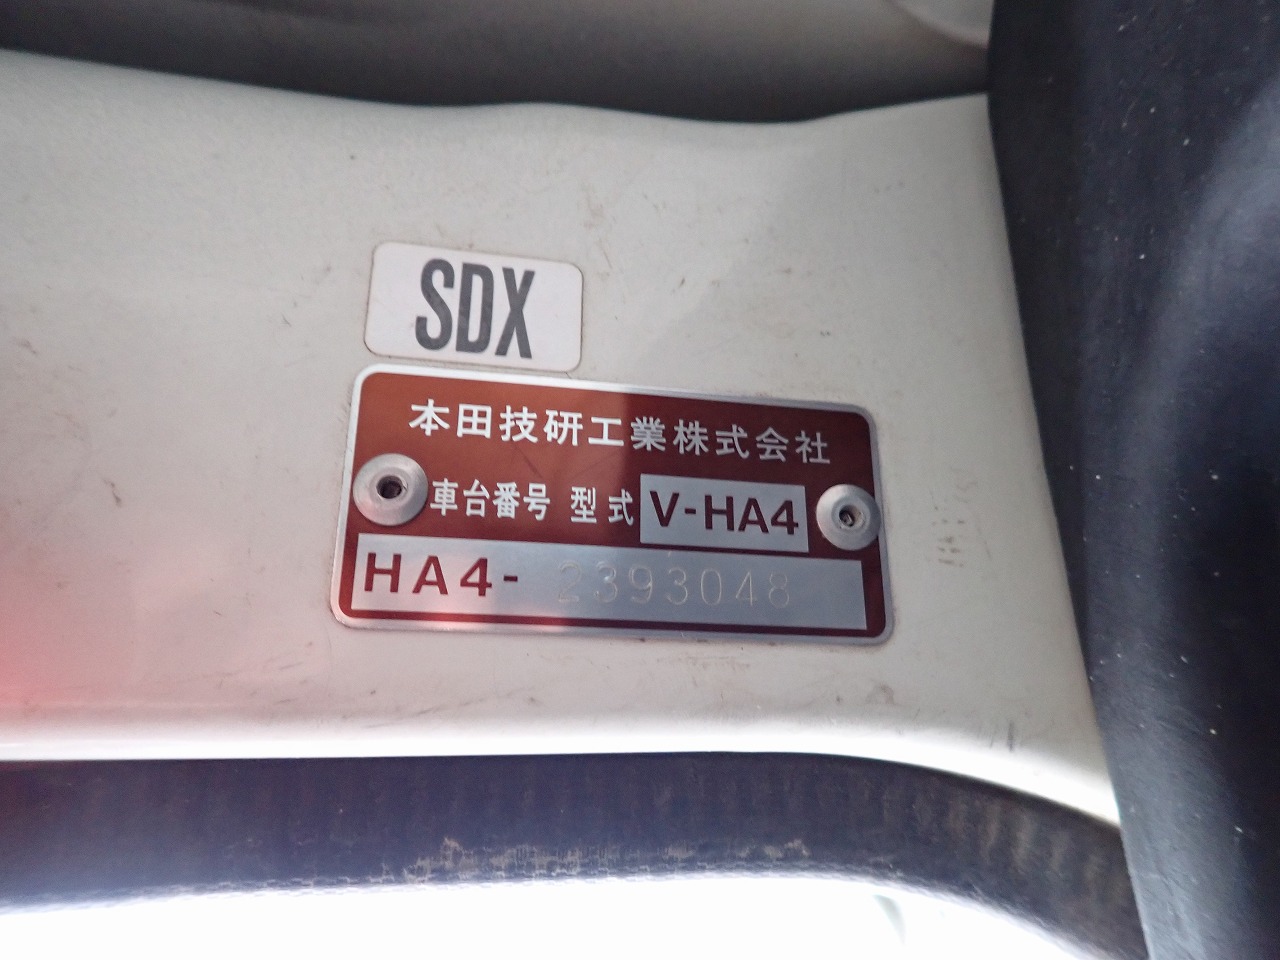 SDX
本田技研工業株式会社
車台番号 型式 V-HA4
HA4- 2393048